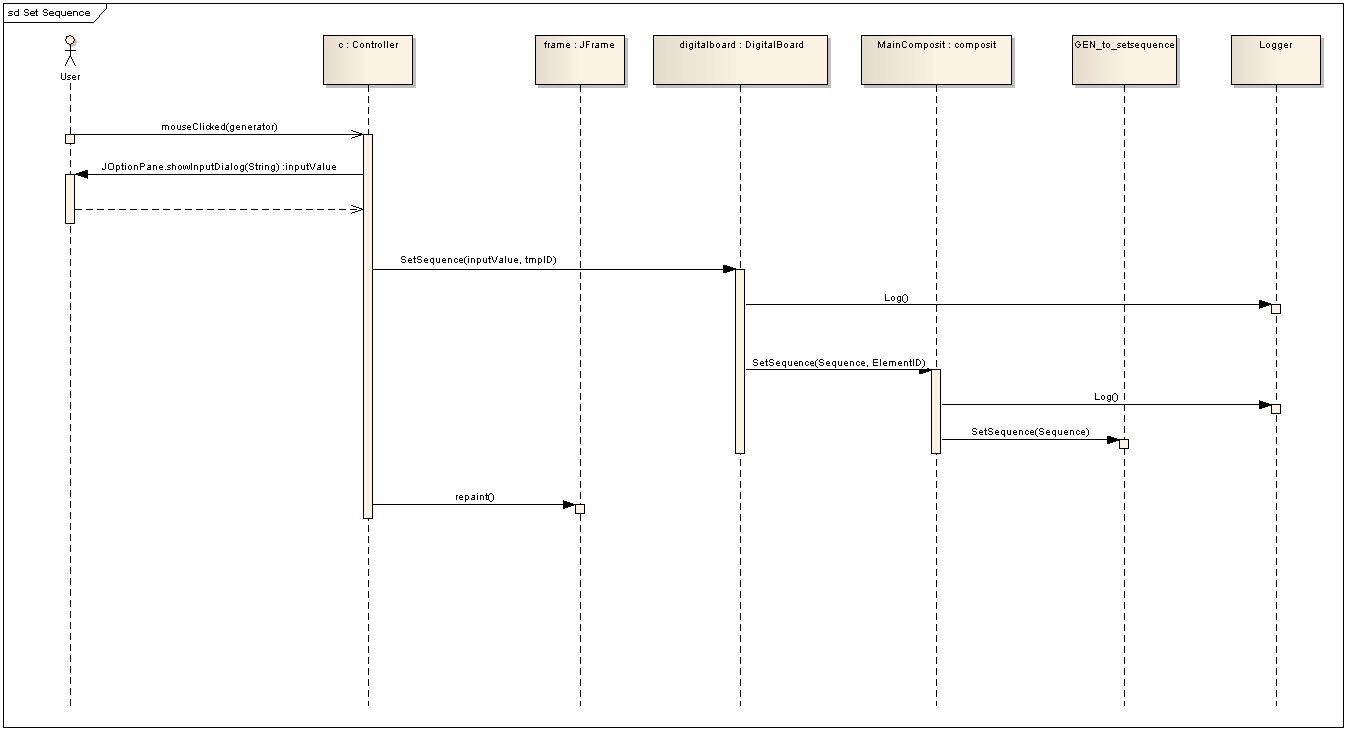 sd Set Sequence
User
c : Controller
frame : JFrame
digitalboard : DigitalBoard
MainComposit : composit
GEN_to_setsequence
Logger
mouseClicked(generator)
JOptionPane.showInputDialog(String) :inputValue
SetSequence(inputValue, tmpID)
Log()
SetSequence(Sequence, ElementID)
Log()
SetSequence(Sequence)
repaint()